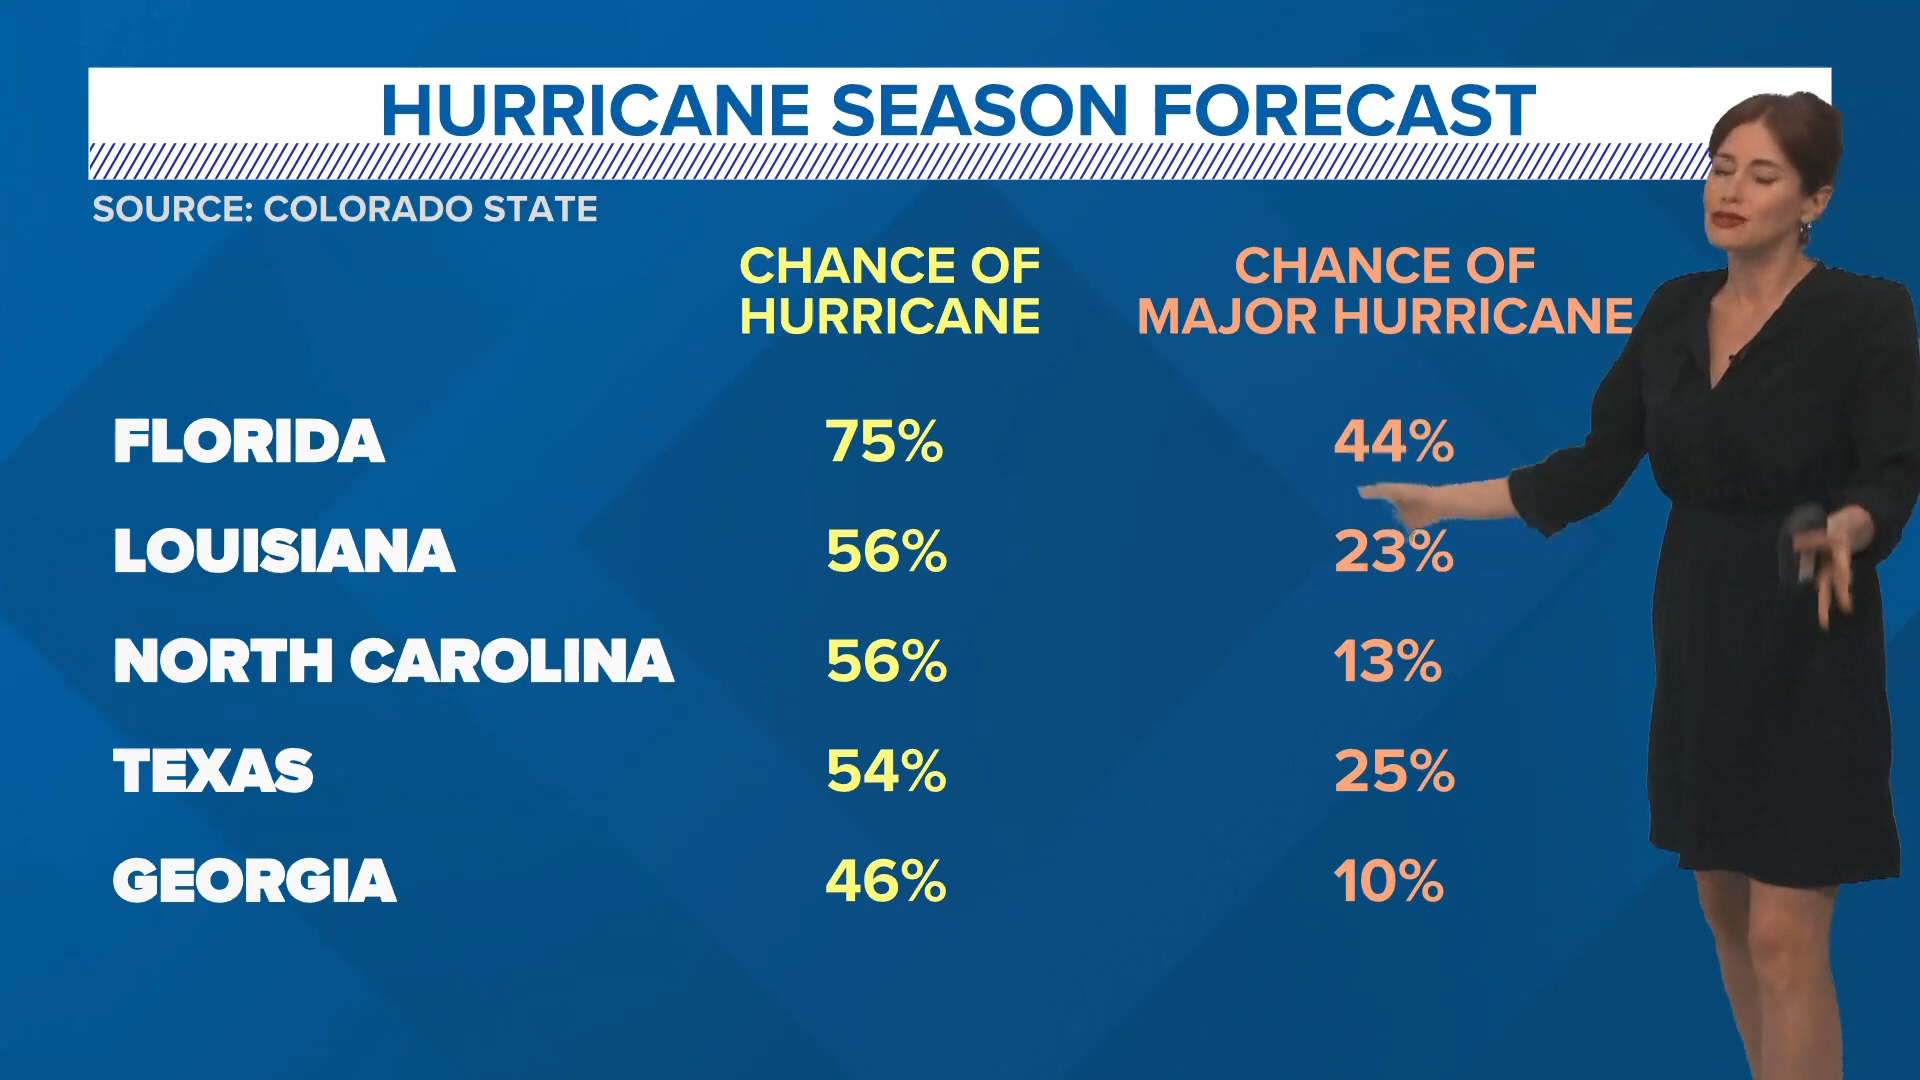 HURRICANE SEASON FORECAST
SOURCE: COLORADO STATE
CHANCE OF
HURRICANE
CHANCE OF
MAJOR HURRICANE
FLORIDA 75% 44%
LOUISIANA 56% 23%
NORTH CAROLINA 56% 13%
TEXAS 54% 25%
GEORGIA 46% 10%